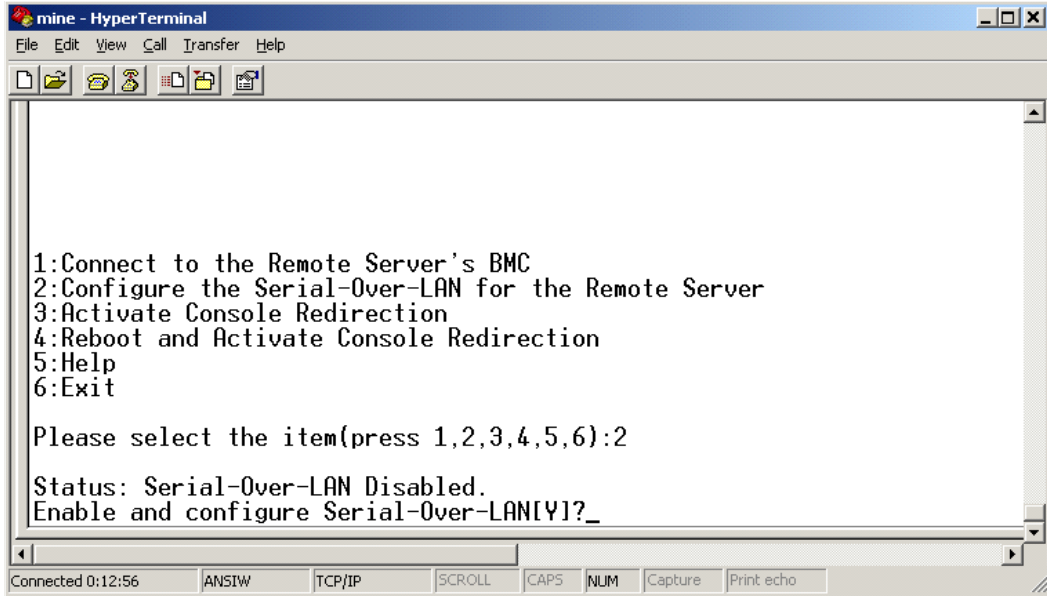 mine - HyperTerminal
File Edit View Call Transfer Help
1:Connect to the Remote Server's BMC
2:Configure the Serial-Over-LAN for the Remote Server
3:Activate Console Redirection
4:Reboot and Activate Console Redirection
5:Help
6:Exit
Please select the item(press 1,2,3,4,5,6):2
Status: Serial-Over-LAN Disabled.
Enable and configure Serial-Over-LAN[Y]?_
Connected 0:12:56 ANSIW TCP/IP SCROLL CAPS NUM Capture Print echo